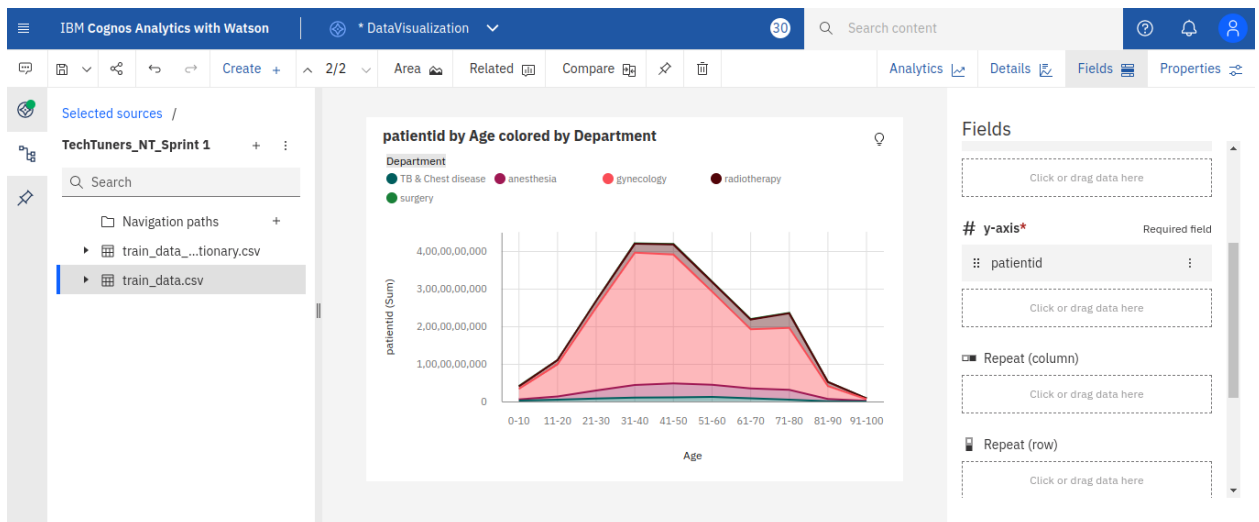 IBM Cognos Analytics with Watson
* DataVisualization
30
Search content
Create +
2/2
Area
Related
Compare
Analytics
Details
Fields
Properties
Selected sources /
TechTuners_NT_Sprint 1
Search
Navigation paths
train_data_...tionary.csv
train_data.csv
patientid by Age colored by Department
Department
TB & Chest disease anesthesia gynecology radiotherapy
surgery
patientid (Sum)
4,00,00,00,000
3,00,00,00,000
2,00,00,00,000
1,00,00,00,000
0
0-10 11-20 21-30 31-40 41-50 51-60 61-70 71-80 81-90 91-100
Age
Fields
Click or drag data here
# y-axis* Required field
patientid
Click or drag data here
Repeat (column)
Click or drag data here
Repeat (row)
Click or drag data here